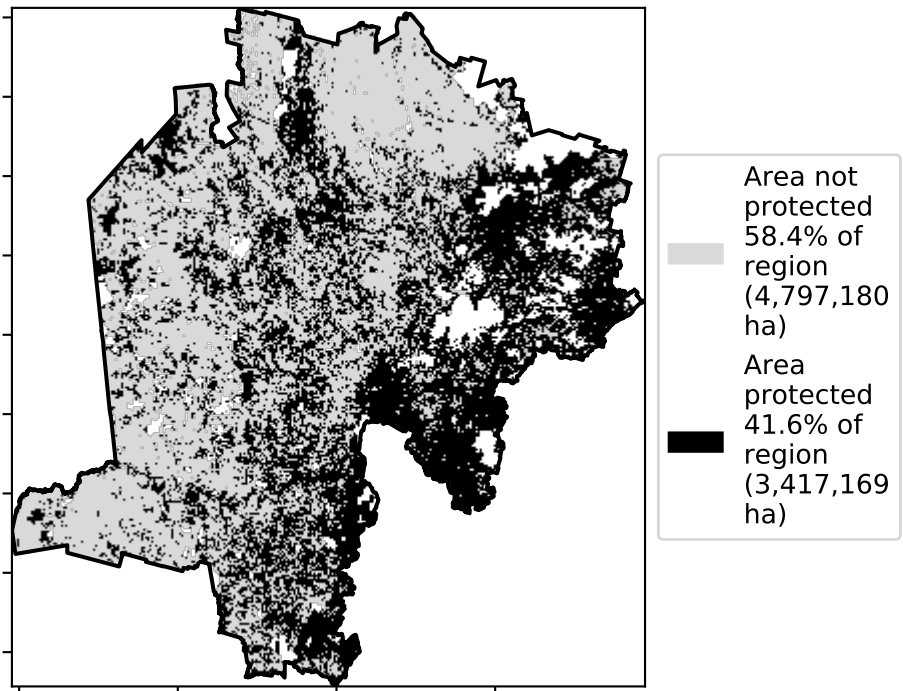 Area not
protected
58.4% of
region
(4,797,180
ha)
Area
protected
41.6% of
region
(3,417,169
ha)